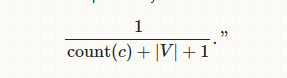 1
count(c) + |V| + 1 .”